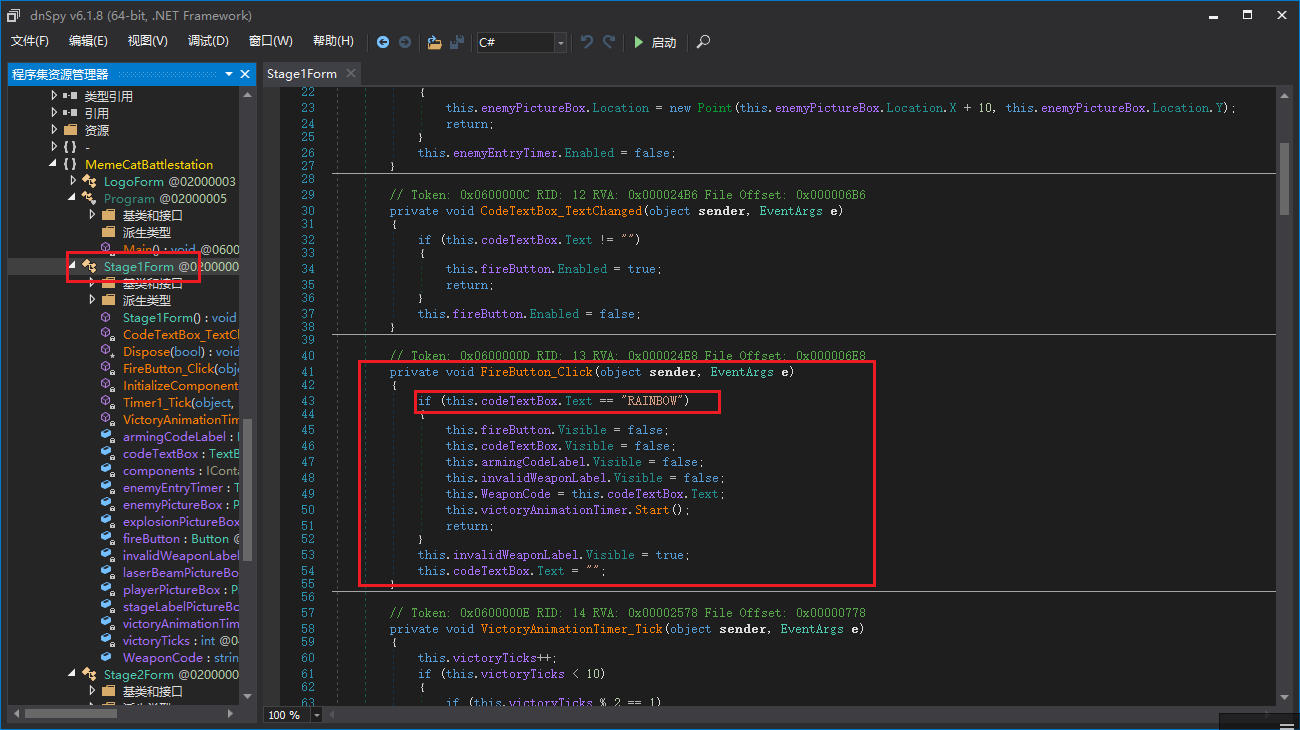 dnSpy v6.1.8 (64-bit, .NET Framework)
文件(F) 编辑(E) 视图(V) 调试(D) 窗口(W) 帮助(H) C# 启动
程序集资源管理器
类型引用
引用
资源
{ } -
{ } MemeCatBattlestation
LogoForm @02000003
Program @02000005
基类和接口
派生类型
Main() : void @0600
Stage1Form @02000000
基类和接口
派生类型
Stage1Form() : void
CodeTextBox_TextCl
Dispose(bool) : void
FireButton_Click(obj
InitializeComponent
Timer1_Tick(object,
VictoryAnimationTim
armingCodeLabel : L
codeTextBox : TextB
components : ICont
enemyEntryTimer : T
enemyPictureBox : P
explosionPictureBox
fireButton : Button @
invalidWeaponLabel
laserBeamPictureBo
playerPictureBox : Pi
stageLabelPictureBo
victoryAnimationTim
victoryTicks : int @04
WeaponCode : strin
Stage2Form @0200000
基类和接口
派生类型
Stage1Form
22 {
23 this.enemyPictureBox.Location = new Point(this.enemyPictureBox.Location.X + 10, this.enemyPictureBox.Location.Y);
24 return;
25 }
26 this.enemyEntryTimer.Enabled = false;
27 }
28
29 // Token: 0x0600000C RID: 12 RVA: 0x000024B6 File Offset: 0x000006B6
30 private void CodeTextBox_TextChanged(object sender, EventArgs e)
31 {
32 if (this.codeTextBox.Text != "")
33 {
34 this.fireButton.Enabled = true;
35 return;
36 }
37 this.fireButton.Enabled = false;
38 }
39
40 // Token: 0x0600000D RID: 13 RVA: 0x000024E8 File Offset: 0x000006E8
41 private void FireButton_Click(object sender, EventArgs e)
42 {
43 if (this.codeTextBox.Text == "RAINBOW")
44 {
45 this.fireButton.Visible = false;
46 this.codeTextBox.Visible = false;
47 this.armingCodeLabel.Visible = false;
48 this.invalidWeaponLabel.Visible = false;
49 this.WeaponCode = this.codeTextBox.Text;
50 this.victoryAnimationTimer.Start();
51 return;
52 }
53 this.invalidWeaponLabel.Visible = true;
54 this.codeTextBox.Text = "";
55 }
56
57 // Token: 0x0600000E RID: 14 RVA: 0x00002578 File Offset: 0x00000778
58 private void VictoryAnimationTimer_Tick(object sender, EventArgs e)
59 {
60 this.victoryTicks++;
61 if (this.victoryTicks < 10)
62 {
63 if (this.victoryTicks % 2 == 1)
100 %